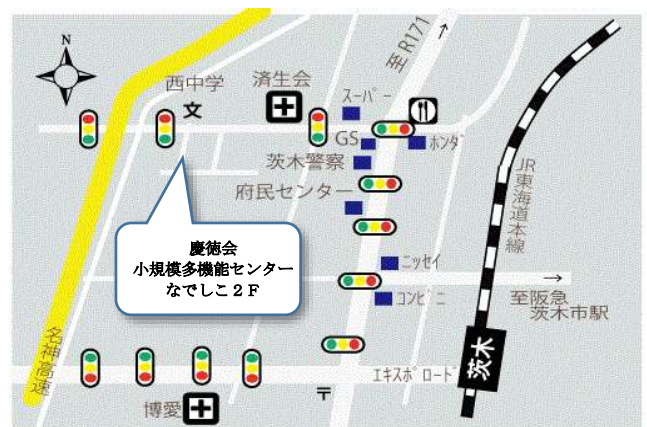 N
西中学
文
済生会
スーパー
至R171
→
GS
ホンダ
茨木警察
府民センター
慶徳会
小規模多機能センター
なでしこ2F
ニッセイ
コンビニ
→
至阪急
茨木市駅
JR東海道本線
名神高速
エキスポロード
茨木
〒
博愛